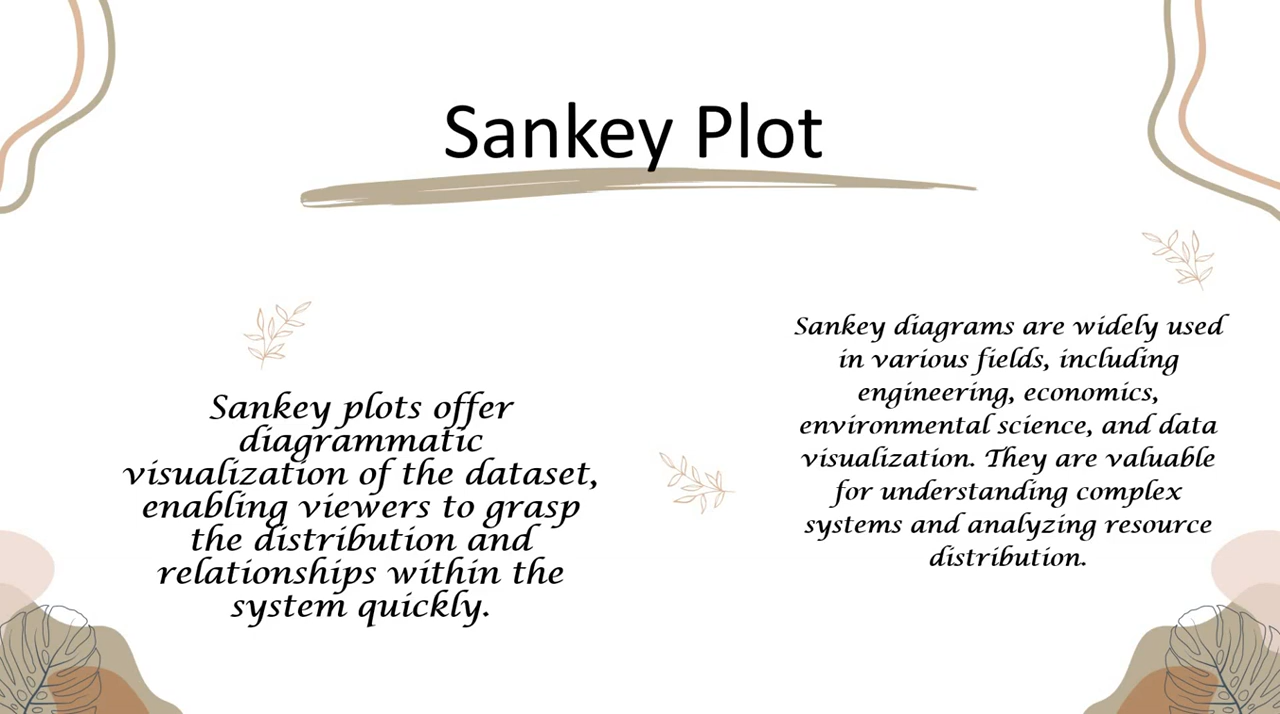 Sankey Plot
Sankey plots offer
diagrammatic
visualization of the dataset,
enabling viewers to grasp
the distribution and
relationships within the
system quickly.
Sankey diagrams are widely used
in various fields, including
engineering, economics,
environmental science, and data
visualization. They are valuable
for understanding complex
systems and analyzing resource
distribution.